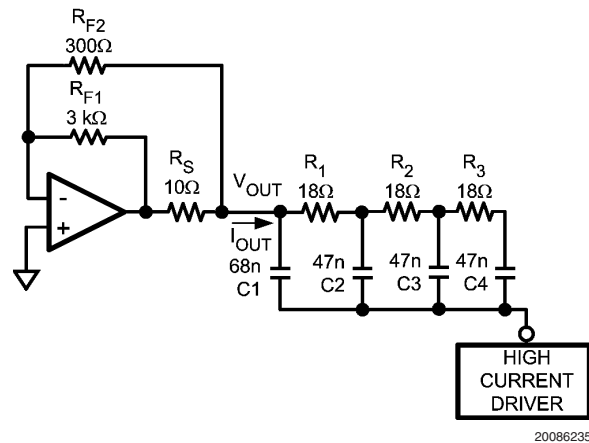 RF2
300Ω
RF1
3 kΩ
RS
10Ω
VOUT
IOUT
R1
18Ω
R2
18Ω
R3
18Ω
-
+
68n
C1
47n
C2
47n
C3
47n
C4
HIGH
CURRENT
DRIVER
20086235